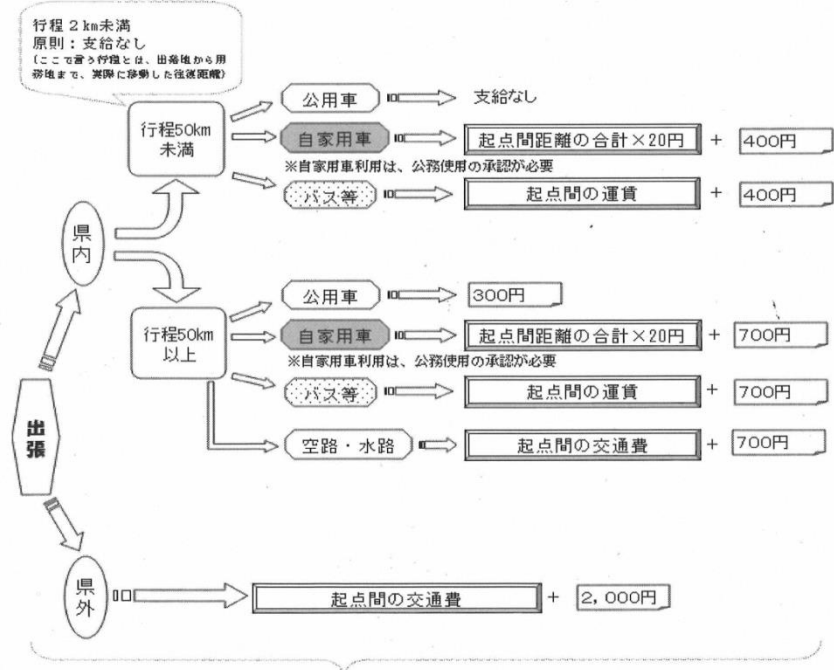 行程2km未満
原則：支給なし
(ここで言う行程とは、出発地から用
務地まで、実際に移動した往復距離)
行程50km
未満
公用車
支給なし
自家用車
起点間距離の合計×20円
+
400円
※自家用車利用は、公務使用の承認が必要
バス等
起点間の運賃
+
400円
県内
行程50km
以上
公用車
300円
自家用車
起点間距離の合計×20円
+
700円
※自家用車利用は、公務使用の承認が必要
バス等
起点間の運賃
+
700円
空路・水路
起点間の交通費
+
700円
出張
県外
起点間の交通費
+
2,000円